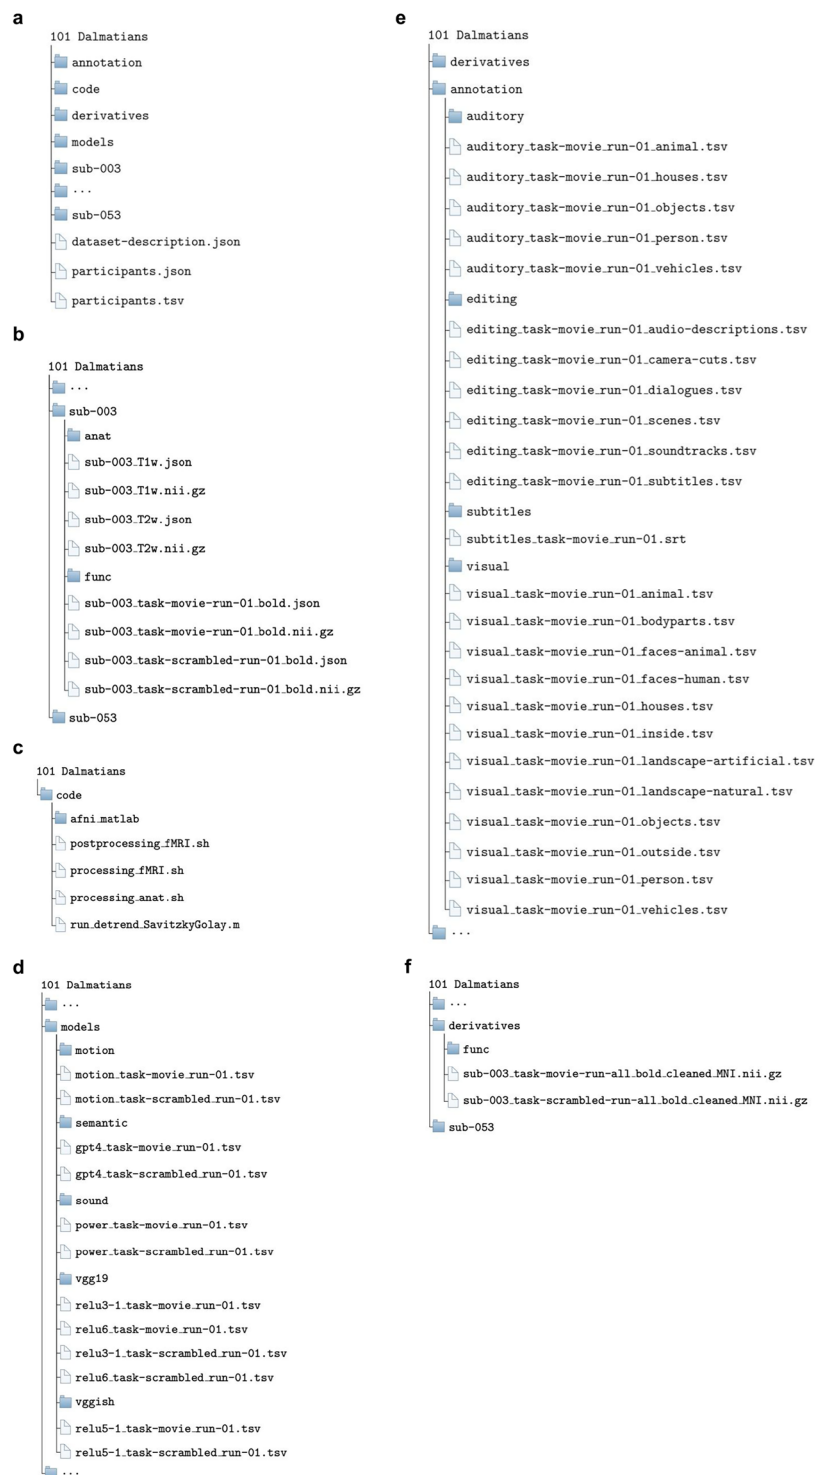 a
101 Dalmatians
annotation
code
derivatives
models
sub-003
...
sub-053
dataset-description.json
participants.json
participants.tsv
b
101 Dalmatians
...
sub-003
anat
sub-003_T1w.json
sub-003_T1w.nii.gz
sub-003_T2w.json
sub-003_T2w.nii.gz
func
sub-003_task-movie-run-01_bold.json
sub-003_task-movie-run-01_bold.nii.gz
sub-003_task-scrambled-run-01_bold.json
sub-003_task-scrambled-run-01_bold.nii.gz
sub-053
c
101 Dalmatians
code
afni_matlab
postprocessing_fMRI.sh
processing_fMRI.sh
processing_anat.sh
run_detrend_SavitzkyGolay.m
d
101 Dalmatians
...
models
motion
motion_task-movie_run-01.tsv
motion_task-scrambled_run-01.tsv
semantic
gpt4_task-movie_run-01.tsv
gpt4_task-scrambled_run-01.tsv
sound
power_task-movie_run-01.tsv
power_task-scrambled_run-01.tsv
vgg19
relu3-1_task-movie_run-01.tsv
relu6_task-movie_run-01.tsv
relu3-1_task-scrambled_run-01.tsv
relu6_task-scrambled_run-01.tsv
vggish
relu5-1_task-movie_run-01.tsv
relu5-1_task-scrambled_run-01.tsv
...
e
101 Dalmatians
derivatives
annotation
auditory
auditory_task-movie_run-01_animal.tsv
auditory_task-movie_run-01_houses.tsv
auditory_task-movie_run-01_objects.tsv
auditory_task-movie_run-01_person.tsv
auditory_task-movie_run-01_vehicles.tsv
editing
editing_task-movie_run-01_audio-descriptions.tsv
editing_task-movie_run-01_camera-cuts.tsv
editing_task-movie_run-01_dialogues.tsv
editing_task-movie_run-01_scenes.tsv
editing_task-movie_run-01_soundtracks.tsv
editing_task-movie_run-01_subtitles.tsv
subtitles
subtitles_task-movie_run-01.srt
visual
visual_task-movie_run-01_animal.tsv
visual_task-movie_run-01_bodyparts.tsv
visual_task-movie_run-01_faces-animal.tsv
visual_task-movie_run-01_faces-human.tsv
visual_task-movie_run-01_houses.tsv
visual_task-movie_run-01_inside.tsv
visual_task-movie_run-01_landscape-artificial.tsv
visual_task-movie_run-01_landscape-natural.tsv
visual_task-movie_run-01_objects.tsv
visual_task-movie_run-01_outside.tsv
visual_task-movie_run-01_person.tsv
visual_task-movie_run-01_vehicles.tsv
...
f
101 Dalmatians
...
derivatives
func
sub-003_task-movie-run-all_bold_cleaned_MNI.nii.gz
sub-003_task-scrambled-run-all_bold_cleaned_MNI.nii.gz
sub-053